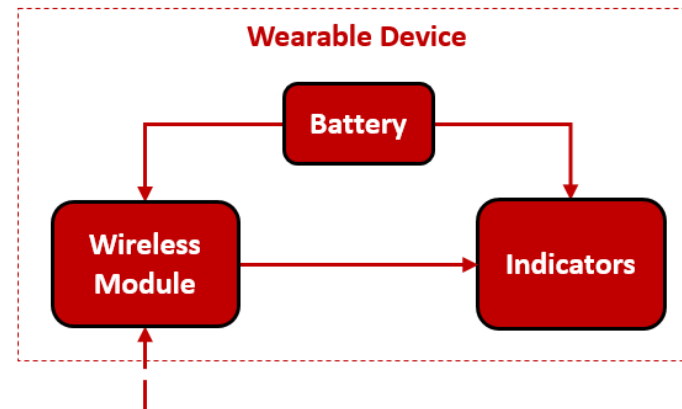 Wearable Device
Battery
Wireless
Module
Indicators